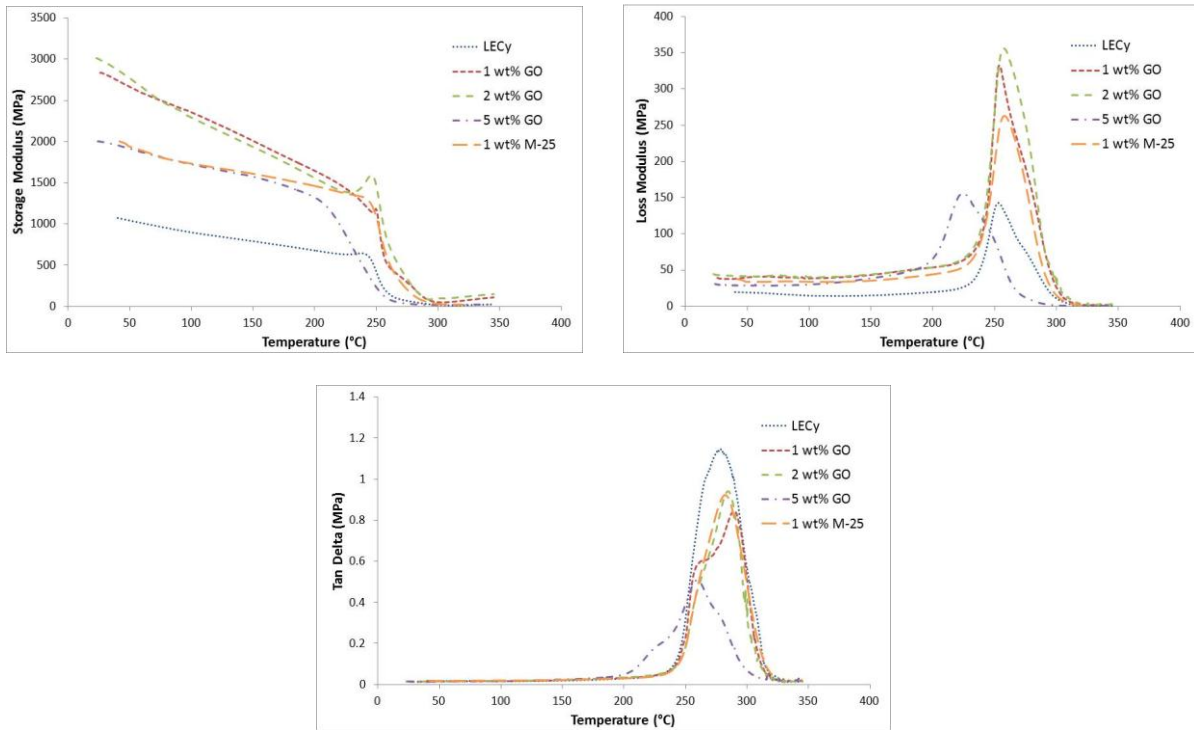 3500
3000
2500
2000
1500
1000
500
0
Storage Modulus (MPa)
0 50 100 150 200 250 300 350 400
Temperature (°C)
LECy
1 wt% GO
2 wt% GO
5 wt% GO
1 wt% M-25
400
350
300
250
200
150
100
50
0
Loss Modulus (MPa)
0 50 100 150 200 250 300 350 400
Temperature (°C)
LECy
1 wt% GO
2 wt% GO
5 wt% GO
1 wt% M-25
1.4
1.2
1
0.8
0.6
0.4
0.2
0
Tan Delta (MPa)
0 50 100 150 200 250 300 350 400
Temperature (°C)
LECy
1 wt% GO
2 wt% GO
5 wt% GO
1 wt% M-25